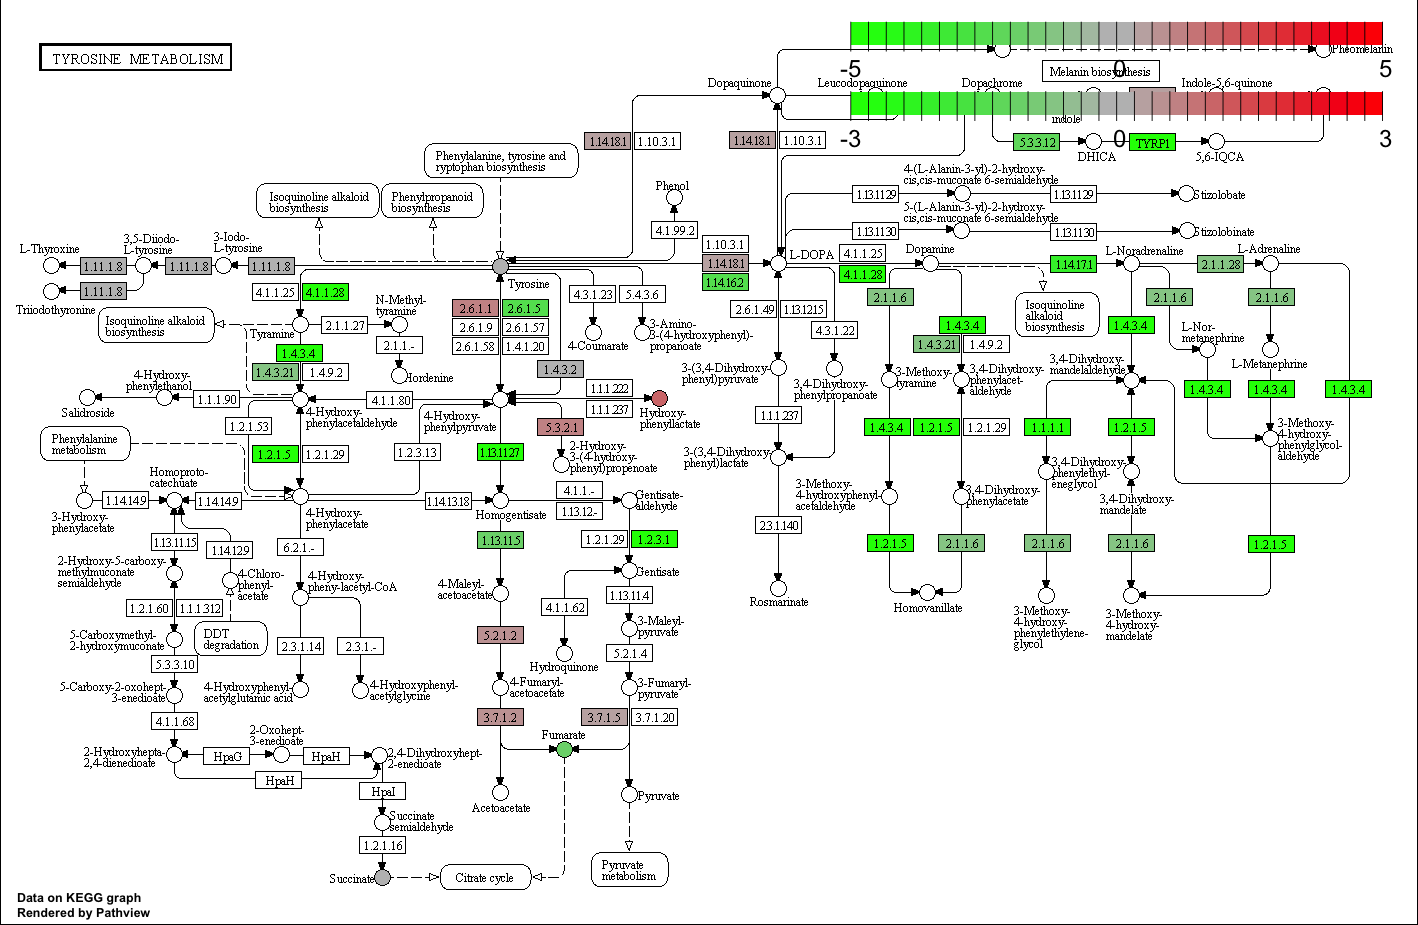 TYROSINE METABOLISM
Pheomelanin
-5
0
5
Melanin biosynthesis
Dopaquinone
Leucodopaquinone
Dopachrome
Indole-5,6-quinone
indole
-3
0
3
1.14.18.1
1.10.3.1
1.14.18.1
1.10.3.1
5.3.3.12
DHICA
TYRP1
5,6-IQCA
Phenylalanine, tyrosine and
ryptophan biosynthesis
Isoquinoline alkaloid
biosynthesis
Phenylpropanoid
biosynthesis
Phenol
4.1.99.2
4-(L-Alanin-3-yl)-2-hydroxy-
cis,cis-muconate 6-semialdehyde
1.13.11.29
1.13.11.29
Stizolobate
5-(L-Alanin-3-yl)-2-hydroxy-
cis,cis-muconate 6-semialdehyde
1.13.11.30
1.13.11.30
Stizolobinate
L-Thyroxine
3,5-Diiodo-
L-tyrosine
3-Iodo-
L-tyrosine
1.11.1.8
1.11.1.8
1.11.1.8
1.11.1.8
Triiodothyronine
Tyrosine
1.10.3.1
1.14.18.1
1.14.16.2
L-DOPA
4.1.1.25
4.1.1.28
Dopamine
1.14.17.1
L-Noradrenaline
2.1.1.28
L-Adrenaline
4.1.1.25
4.1.1.28
Isoquinoline alkaloid
biosynthesis
Tyramine
2.1.1.27
N-Methyl-
tyramine
2.1.1.-
Hordenine
1.4.3.4
1.4.3.21
1.4.9.2
2.6.1.1
2.6.1.5
2.6.1.9
2.6.1.57
2.6.1.58
1.4.1.20
4.3.1.23
5.4.3.6
4-Coumarate
3-Amino-
3-(4-hydroxyphenyl)-
propanoate
1.4.3.2
2.6.1.49
1.13.12.15
4.3.1.22
2.1.1.6
Isoquinoline
alkaloid
biosynthesis
2.1.1.6
2.1.1.6
1.4.3.4
1.4.3.21
1.4.9.2
1.4.3.4
L-Nor-
metanephrine
L-Metanephrine
4-Hydroxy-
phenylethanol
Salidroside
1.1.1.90
4-Hydroxy-
phenylacetaldehyde
4.1.1.80
4-Hydroxy-
phenylpyruvate
1.1.1.222
1.1.1.237
Hydroxy-
phenyllactate
3-(3,4-Dihydroxy-
phenyl)pyruvate
3,4-Dihydroxy-
phenylpropanoate
3-Methoxy-
tyramine
3,4-Dihydroxy-
phenylacet-
aldehyde
3,4-Dihydroxy-
mandelaldehyde
1.4.3.4
1.4.3.4
1.4.3.4
1.2.1.53
5.3.2.1
2-Hydroxy-
3-(4-hydroxy-
phenyl)propenoate
1.1.1.237
1.4.3.4
1.2.1.5
1.2.1.29
1.1.1.1
1.2.1.5
3-Methoxy-
4-hydroxy-
phenylglycol-
aldehyde
Phenylalanine
metabolism
1.2.1.5
1.2.1.29
1.2.3.13
1.13.11.27
3-(3,4-Dihydroxy-
phenyl)lactate
3,4-Dihydroxy-
phenylethyl-
eneglycol
3-Hydroxy-
phenylacetate
1.14.14.9
Homoproto-
catechuate
1.14.14.9
4-Hydroxy-
phenylacetate
1.14.13.18
Homogentisate
4.1.1.-
1.13.12.-
Gentisate-
aldehyde
3-Methoxy-
4-hydroxyphenyl-
acetaldehyde
3,4-Dihydroxy-
phenylacetate
3,4-Dihydroxy-
mandelate
2.3.1.140
1.13.11.15
1.14.12.9
6.2.1.-
1.13.11.5
1.2.1.29
1.2.3.1
1.2.1.5
2.1.1.6
2.1.1.6
2.1.1.6
1.2.1.5
2-Hydroxy-5-carboxy-
methylmuconate
semialdehyde
4-Chloro-
phenyl-
acetate
4-Hydroxy-
pheny-lacetyl-CoA
4-Maleyl-
acetoacetate
Gentisate
Rosmarinate
Homovanillate
3-Methoxy-
4-hydroxy-
phenylethylene-
glycol
3-Methoxy-
4-hydroxy-
mandelate
1.2.1.60
1.1.1.312
DDT
degradation
4.1.1.62
1.13.11.4
3-Maleyl-
pyruvate
5-Carboxymethyl-
2-hydroxymuconate
2.3.1.14
2.3.1.-
5.2.1.2
Hydroquinone
5.2.1.4
5.3.3.10
5-Carboxy-2-oxohept-
3-enedioate
4-Hydroxyphenyl-
acetylglutamic acid
4-Hydroxyphenyl-
acetylglycine
4-Fumaryl-
acetoacetate
3-Fumaryl-
pyruvate
4.1.1.68
3.7.1.2
3.7.1.5
3.7.1.20
2-Hydroxyhepta-
2,4-dienedioate
HpaG
2-Oxohept-
3-enedioate
HpaH
2,4-Dihydroxyhept-
2-enedioate
Fumarate
HpaH
HpaI
Acetoacetate
Pyruvate
Succinate
semialdehyde
1.2.1.16
Succinate
Citrate cycle
Pyruvate
metabolism
Data on KEGG graph
Rendered by Pathview